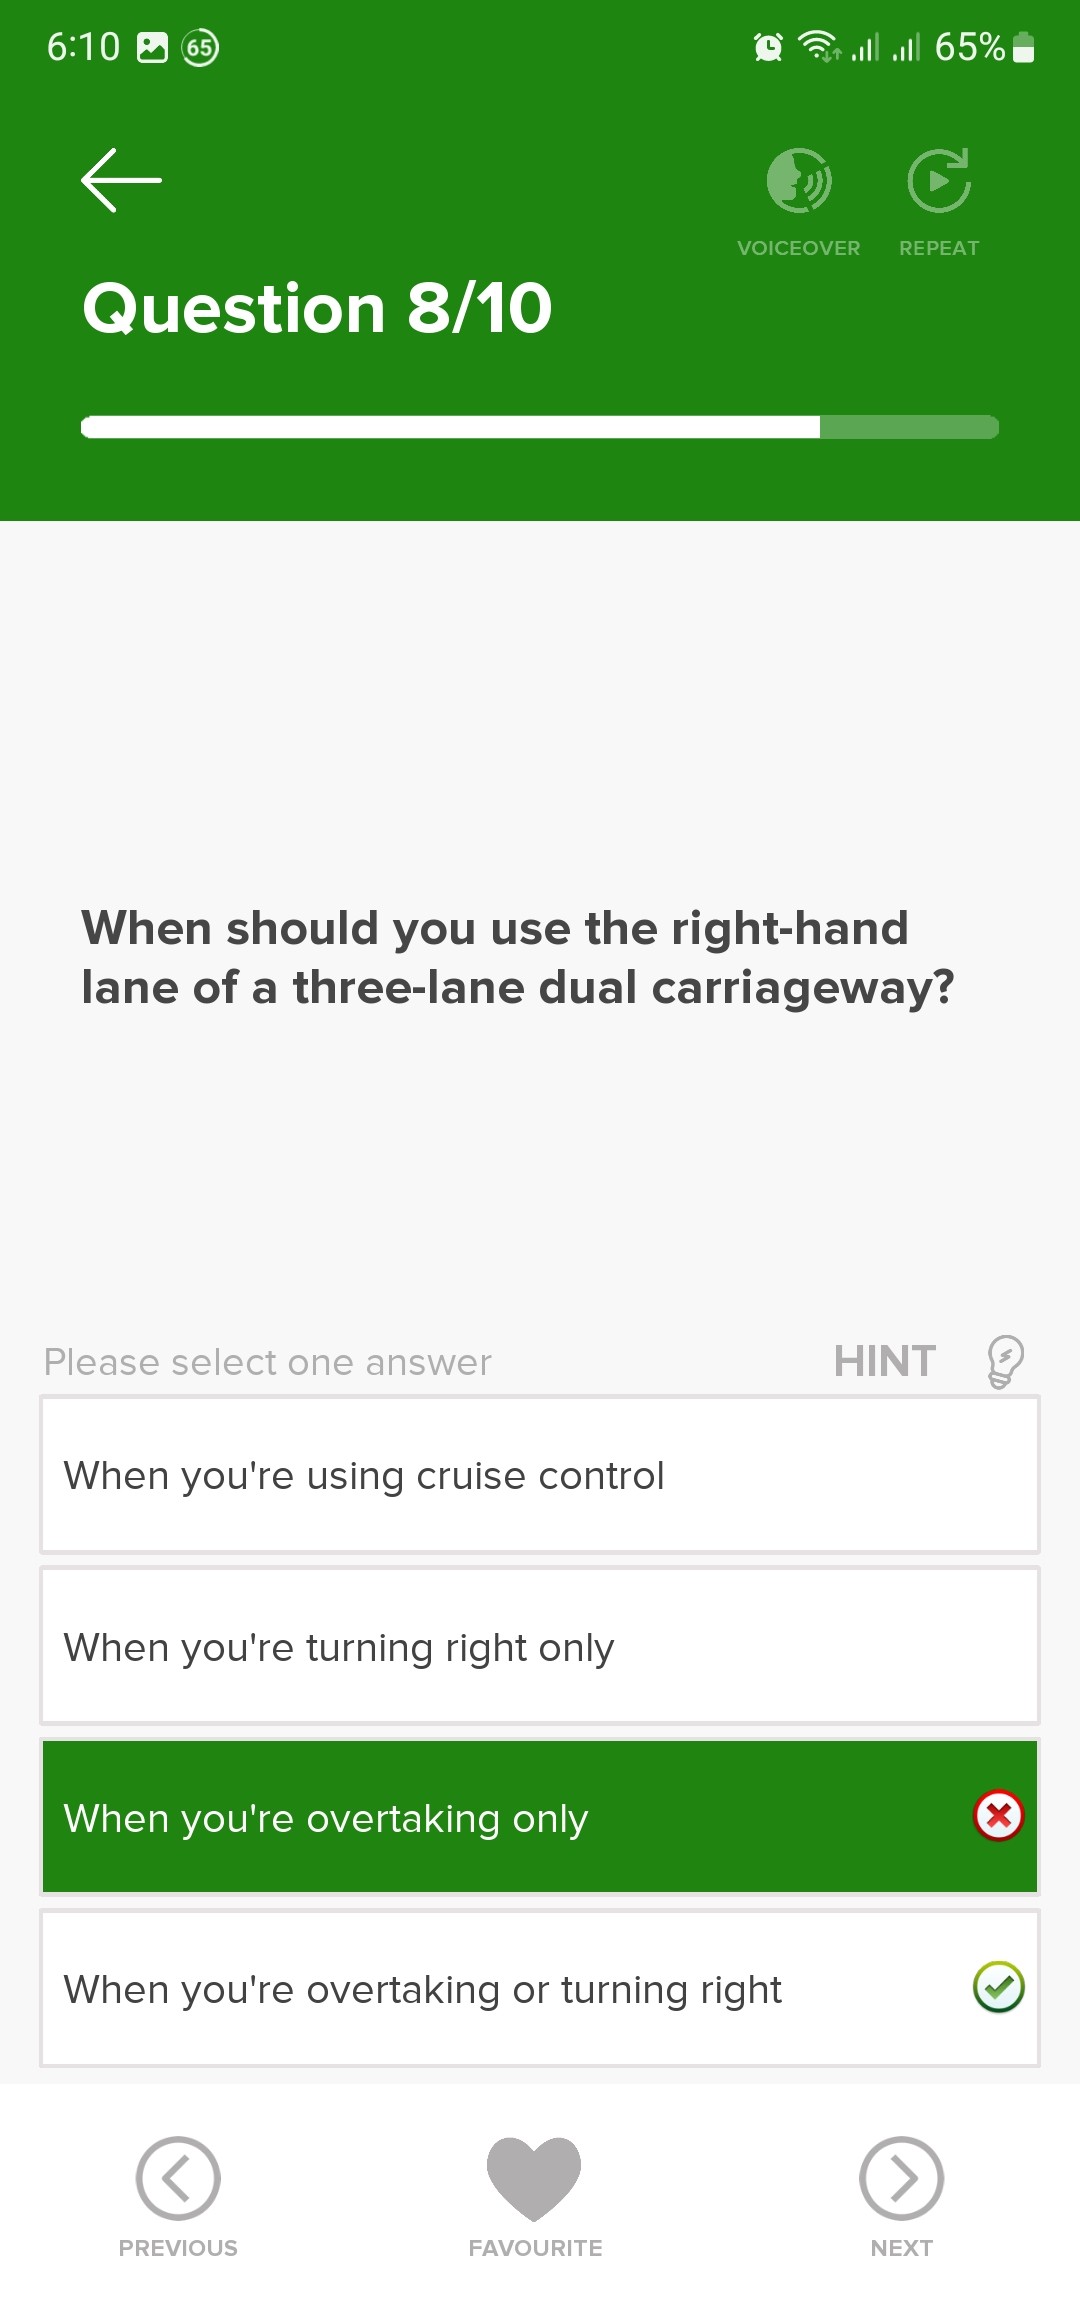 6:10 65 65%
VOICEOVER REPEAT
Question 8/10
When should you use the right-hand
lane of a three-lane dual carriageway?
Please select one answer HINT
When you're using cruise control
When you're turning right only
When you're overtaking only
When you're overtaking or turning right
PREVIOUS FAVOURITE NEXT